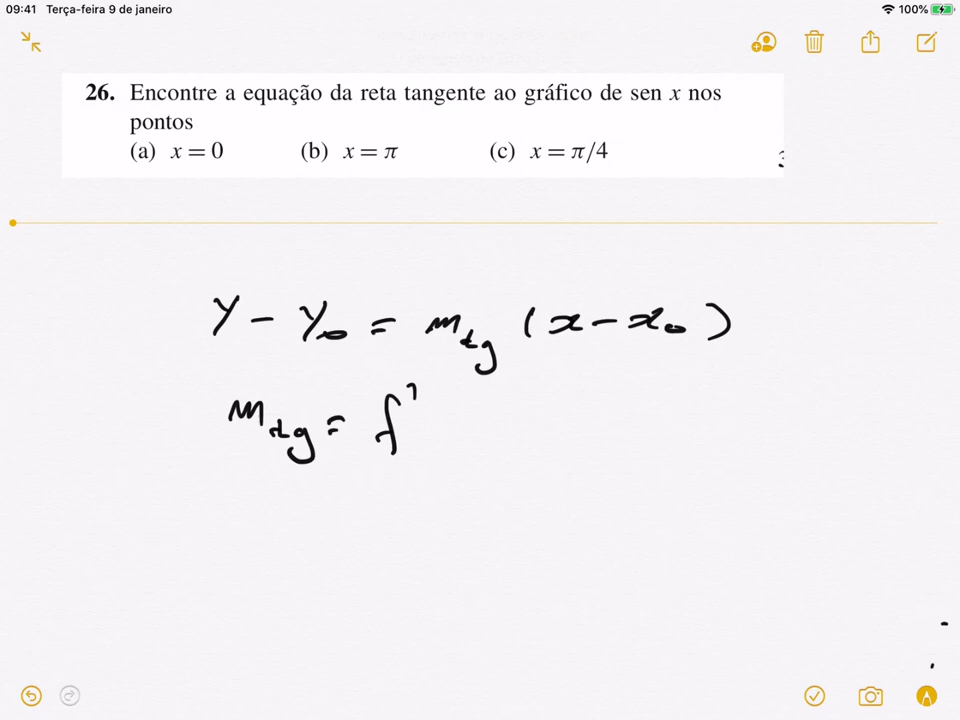 09:41 Terça-feira 9 de janeiro 100%
26. Encontre a equação da reta tangente ao gráfico de sen x nos
pontos
(a) x = 0 (b) x = π (c) x = π/4
y - y₀ = m_tg (x - x₀)
m_tg = f'